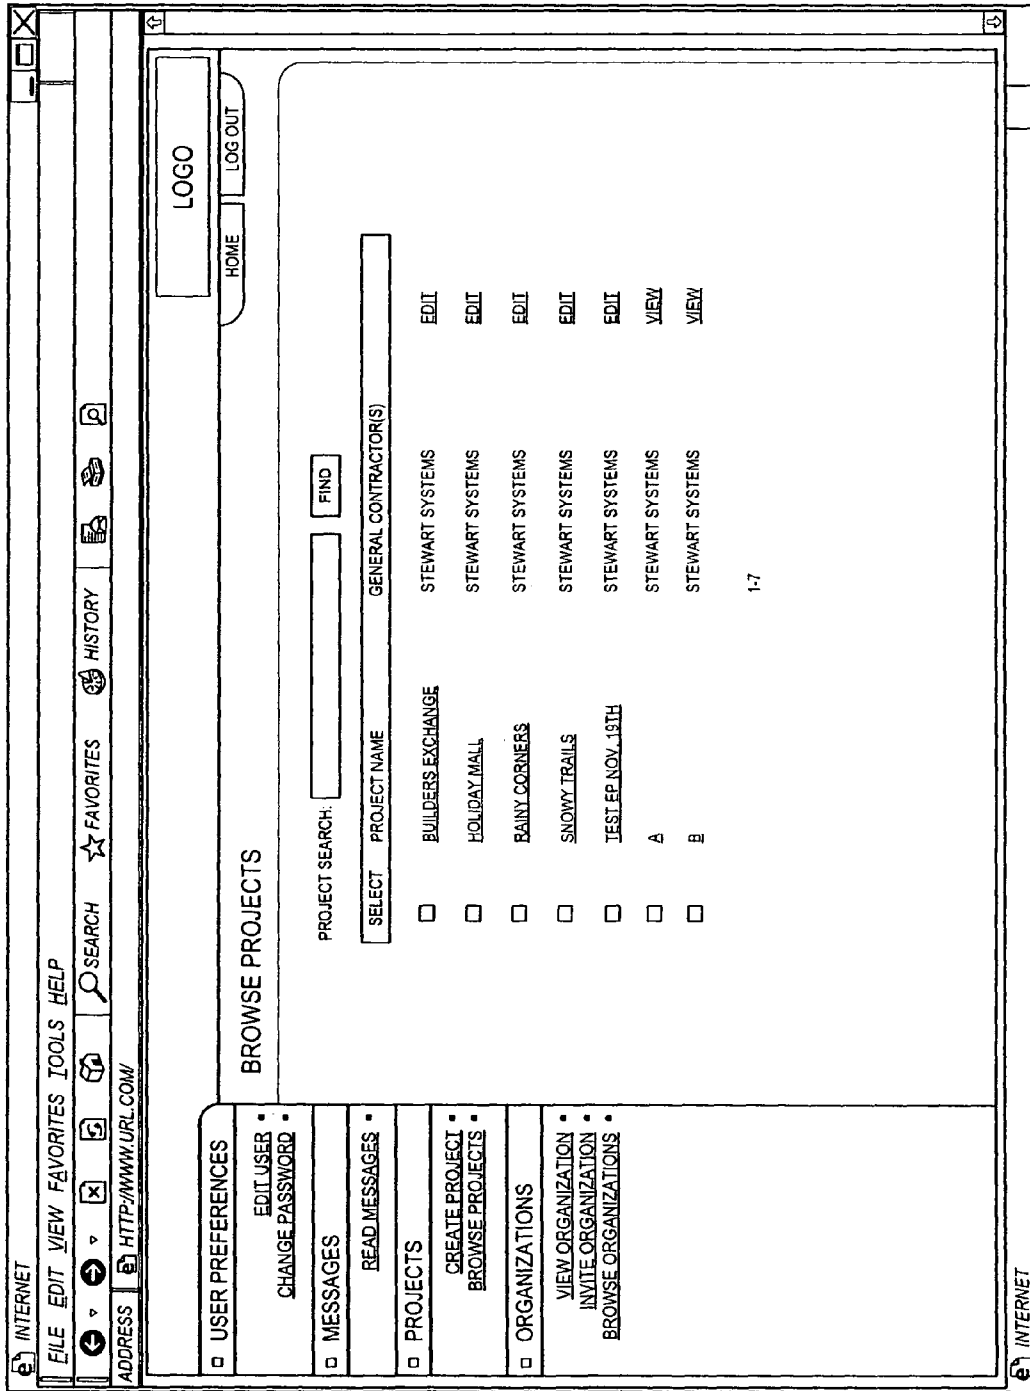 INTERNET
FILE EDIT VIEW FAVORITES TOOLS HELP
SEARCH FAVORITES HISTORY
ADDRESS HTTP://WWW.URL.COM/
LOGO
HOME LOG OUT
USER PREFERENCES
EDIT USER
CHANGE PASSWORD
MESSAGES
READ MESSAGES
PROJECTS
CREATE PROJECT
BROWSE PROJECTS
ORGANIZATIONS
VIEW ORGANIZATION
INVITE ORGANIZATION
BROWSE ORGANIZATIONS
BROWSE PROJECTS
PROJECT SEARCH: FIND
SELECT PROJECT NAME GENERAL CONTRACTOR(S)
BUILDERS EXCHANGE STEWART SYSTEMS EDIT
HOLIDAY MALL STEWART SYSTEMS EDIT
RAINY CORNERS STEWART SYSTEMS EDIT
SNOWY TRAILS STEWART SYSTEMS EDIT
TEST EP NOV. 19TH STEWART SYSTEMS EDIT
A STEWART SYSTEMS VIEW
B STEWART SYSTEMS VIEW
1-7
INTERNET